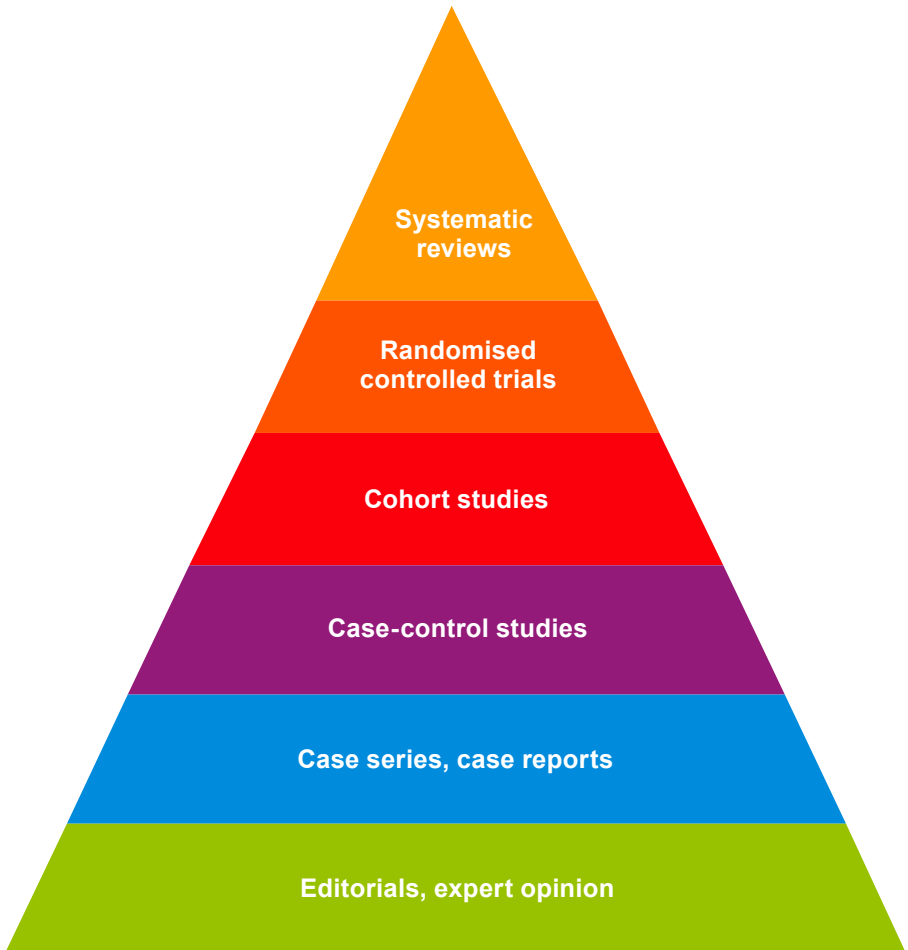 Systematic
reviews
Randomised
controlled trials
Cohort studies
Case-control studies
Case series, case reports
Editorials, expert opinion